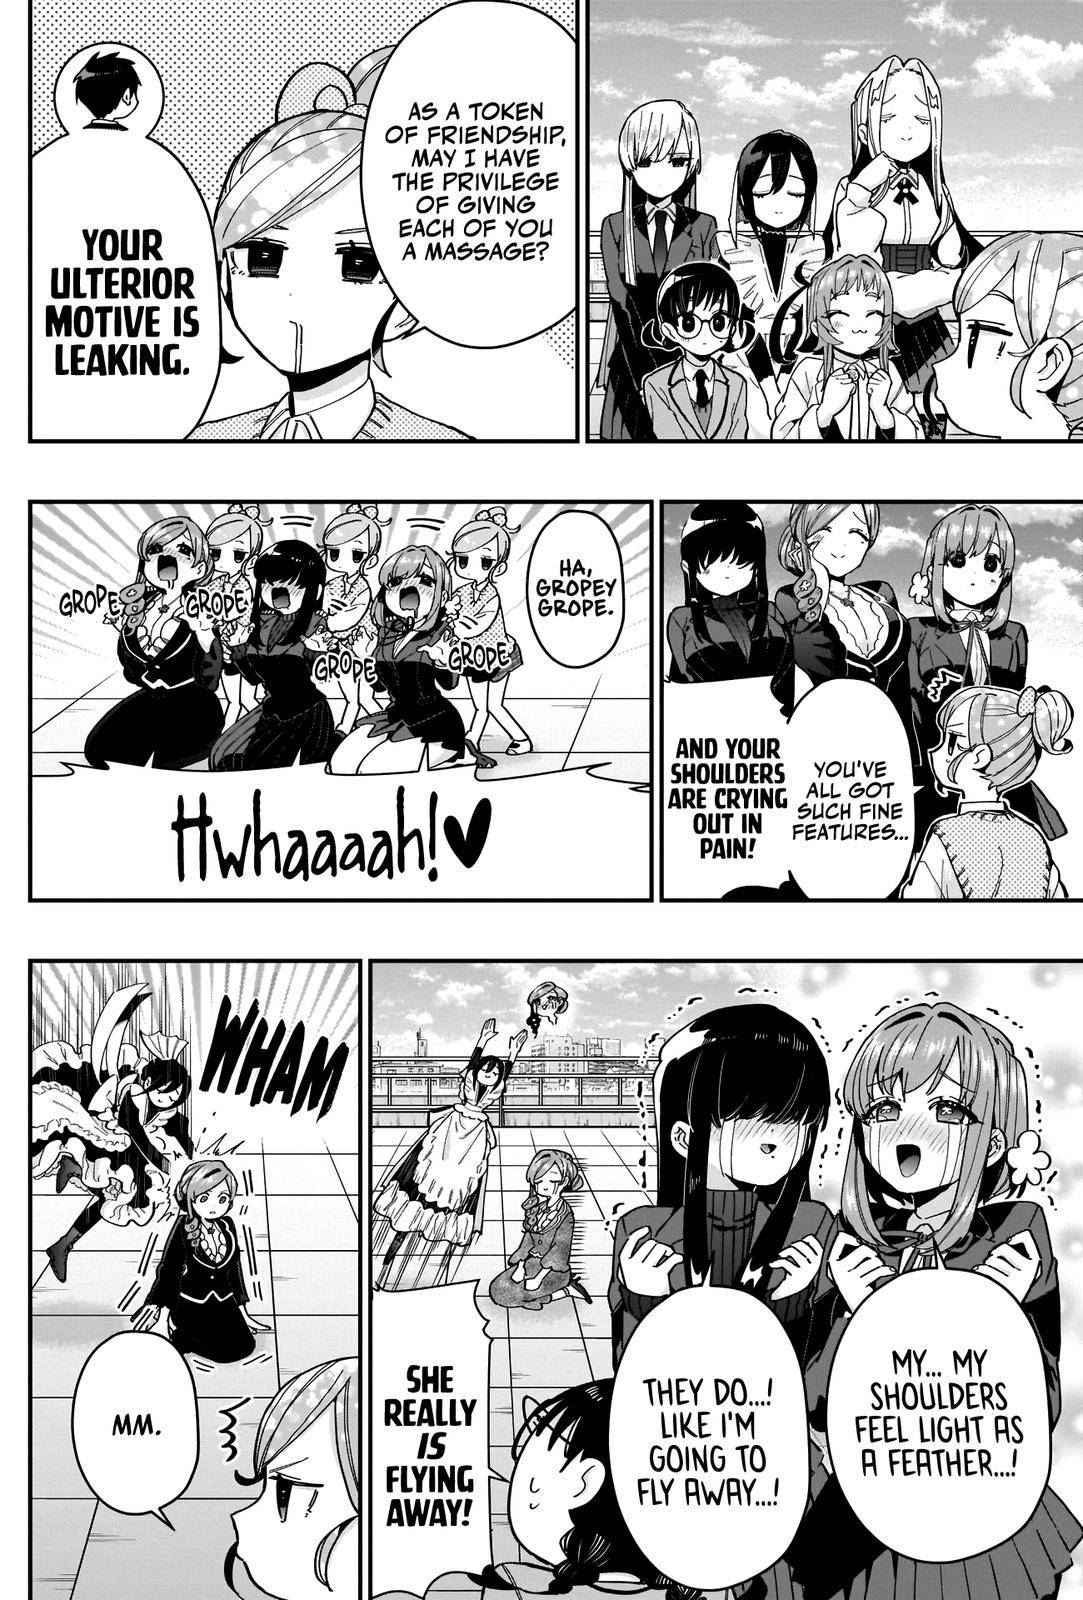 AS A TOKEN
OF FRIENDSHIP,
MAY I HAVE
THE PRIVILEGE
OF GIVING
EACH OF YOU
A MASSAGE?
YOUR
ULTERIOR
MOTIVE IS
LEAKING.
YOU'VE
ALL GOT
SUCH FINE
FEATURES...
AND YOUR
SHOULDERS
ARE CRYING
OUT IN
PAIN!
HA,
GROPEY
GROPE.
GROPE
GROPE
GROPE
GROPE
Hwhaaaah!♥
MY... MY
SHOULDERS
FEEL LIGHT AS
A FEATHER...!
THEY DO...!
LIKE I'M
GOING TO
FLY AWAY...!
SHE
REALLY
IS
FLYING
AWAY!
WHAM
MM.